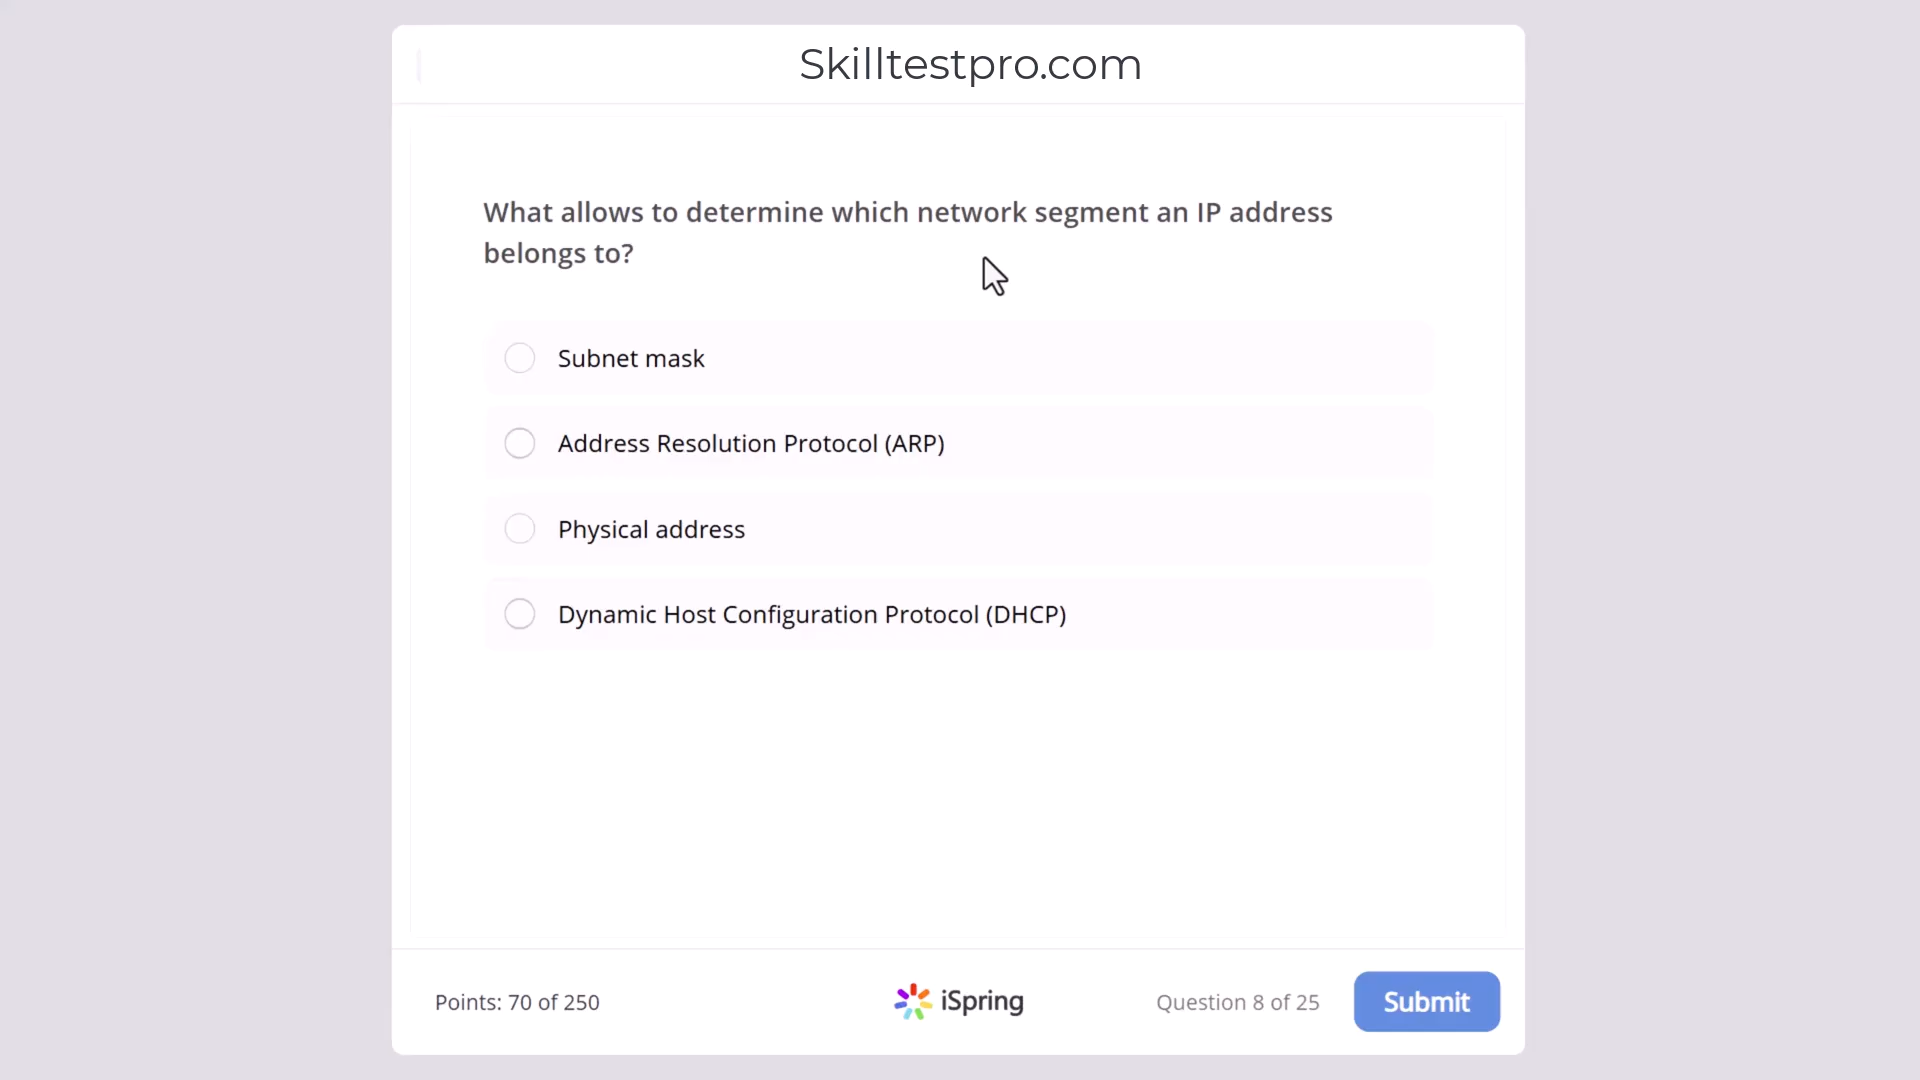 Skilltestpro.com
What allows to determine which network segment an IP address
belongs to?
Subnet mask
Address Resolution Protocol (ARP)
Physical address
Dynamic Host Configuration Protocol (DHCP)
Points: 70 of 250
iSpring
Question 8 of 25
Submit